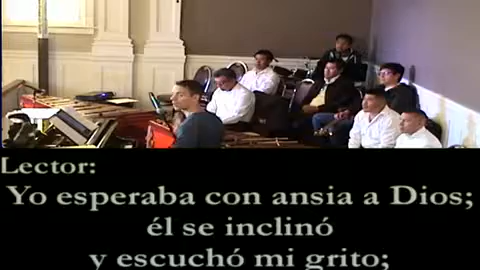 Lector:
Yo esperaba con ansia a Dios;
él se inclinó
y escuchó mi grito;